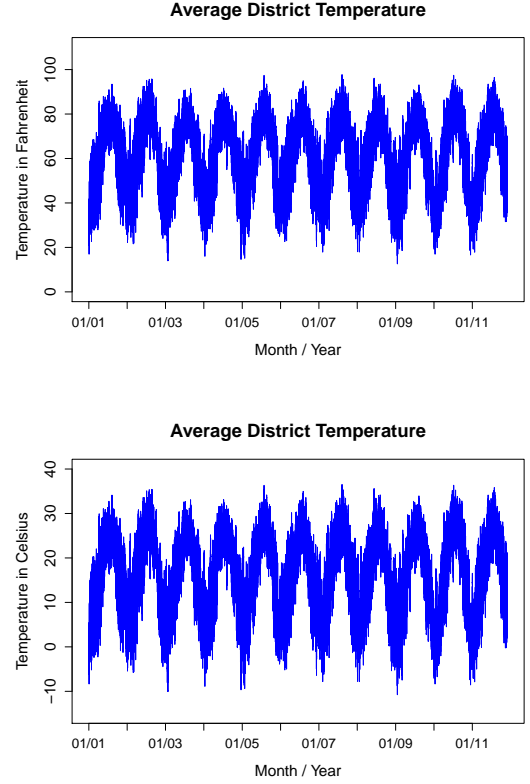 Average District Temperature
Temperature in Fahrenheit
100
80
60
40
20
0
01/01 01/03 01/05 01/07 01/09 01/11
Month / Year
Average District Temperature
Temperature in Celsius
40
30
20
10
0
−10
01/01 01/03 01/05 01/07 01/09 01/11
Month / Year